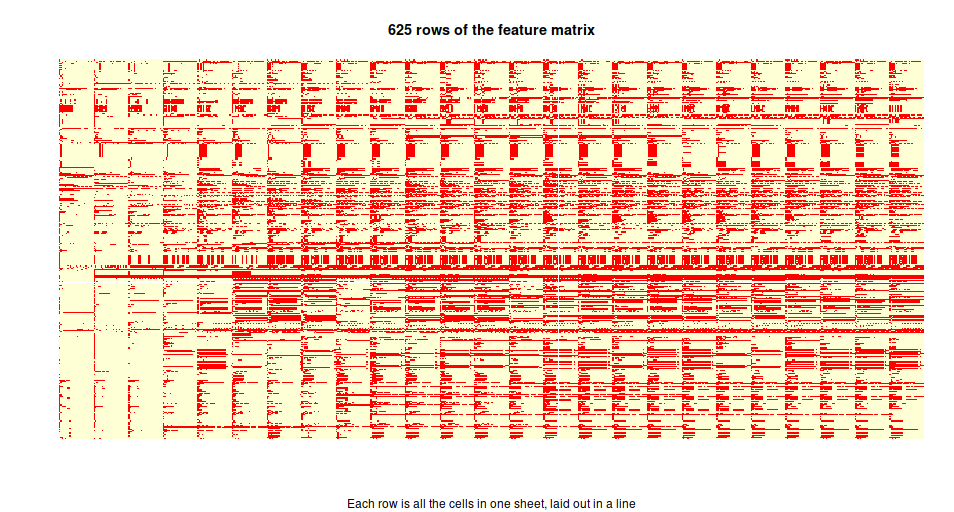 625 rows of the feature matrix
Each row is all the cells in one sheet, laid out in a line